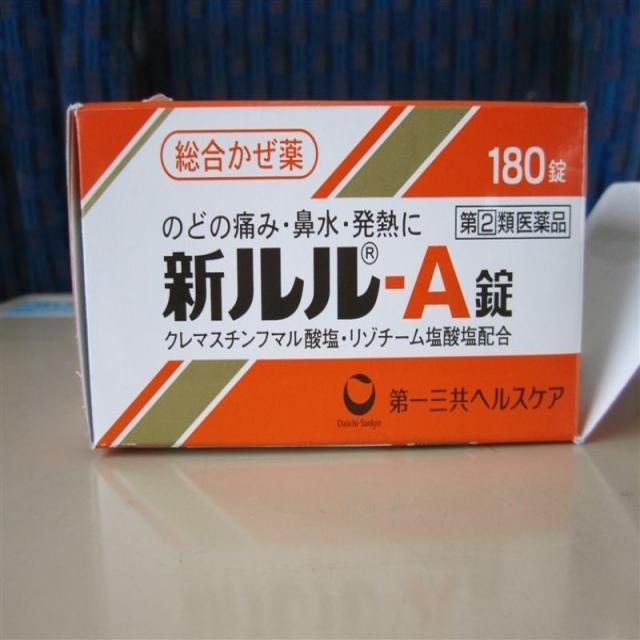 総合かぜ薬
180錠
のどの痛み・鼻水・発熱に
指②類医薬品
新ルル®-A錠
クレマスチンフマル酸塩・リゾチーム塩酸塩配合
第一三共ヘルスケア
Daiichi-Sankyo